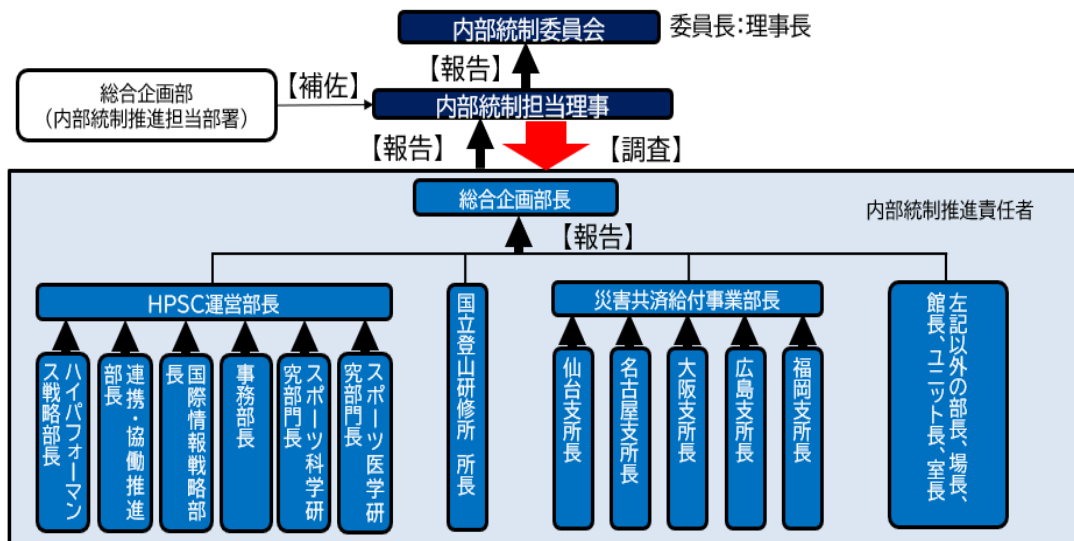 内部統制委員会
委員長：理事長
【報告】
総合企画部
（内部統制推進担当部署）
【補佐】
内部統制担当理事
【報告】
【調査】
総合企画部長
内部統制推進責任者
【報告】
HPSC運営部長
国立登山研修所 所長
災害共済給付事業部長
左記以外の部長、場長、
館長、ユニット長、室長
ハイパフォーマン
ス戦略部長
連携・協働推進
部長
国際情報戦略部
長
事務部長
スポーツ科学研
究部門長
スポーツ医学研
究部門長
仙台支所長
名古屋支所長
大阪支所長
広島支所長
福岡支所長